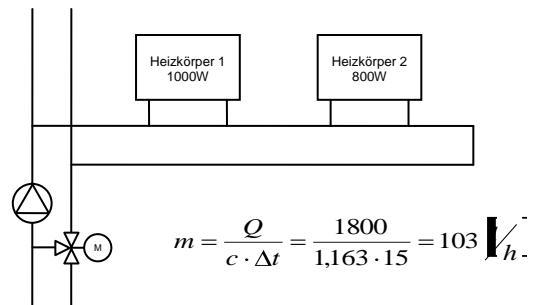 Heizkörper 1
1000W
Heizkörper 2
800W
M
m = Q / (c · Δt) = 1800 / (1,163 · 15) = 103 /h